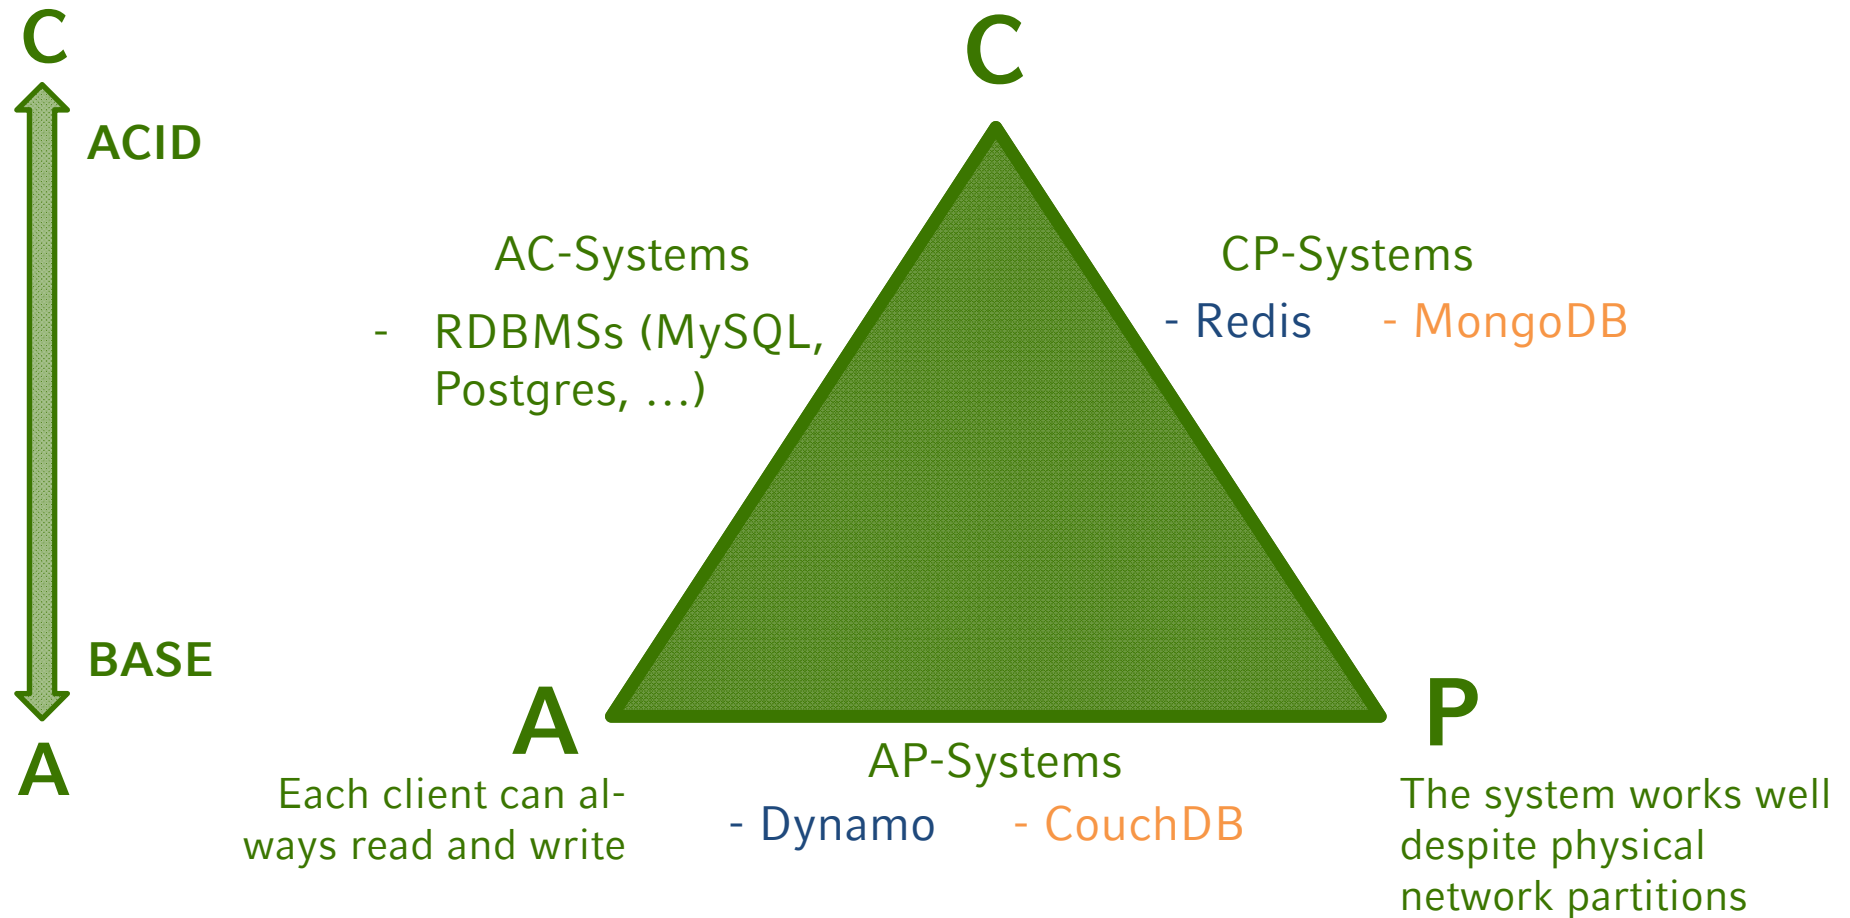 C
ACID
BASE
A
C
AC-Systems
- RDBMSs (MySQL,
Postgres, ...)
CP-Systems
- Redis - MongoDB
A
Each client can al-
ways read and write
AP-Systems
- Dynamo - CouchDB
P
The system works well
despite physical
network partitions